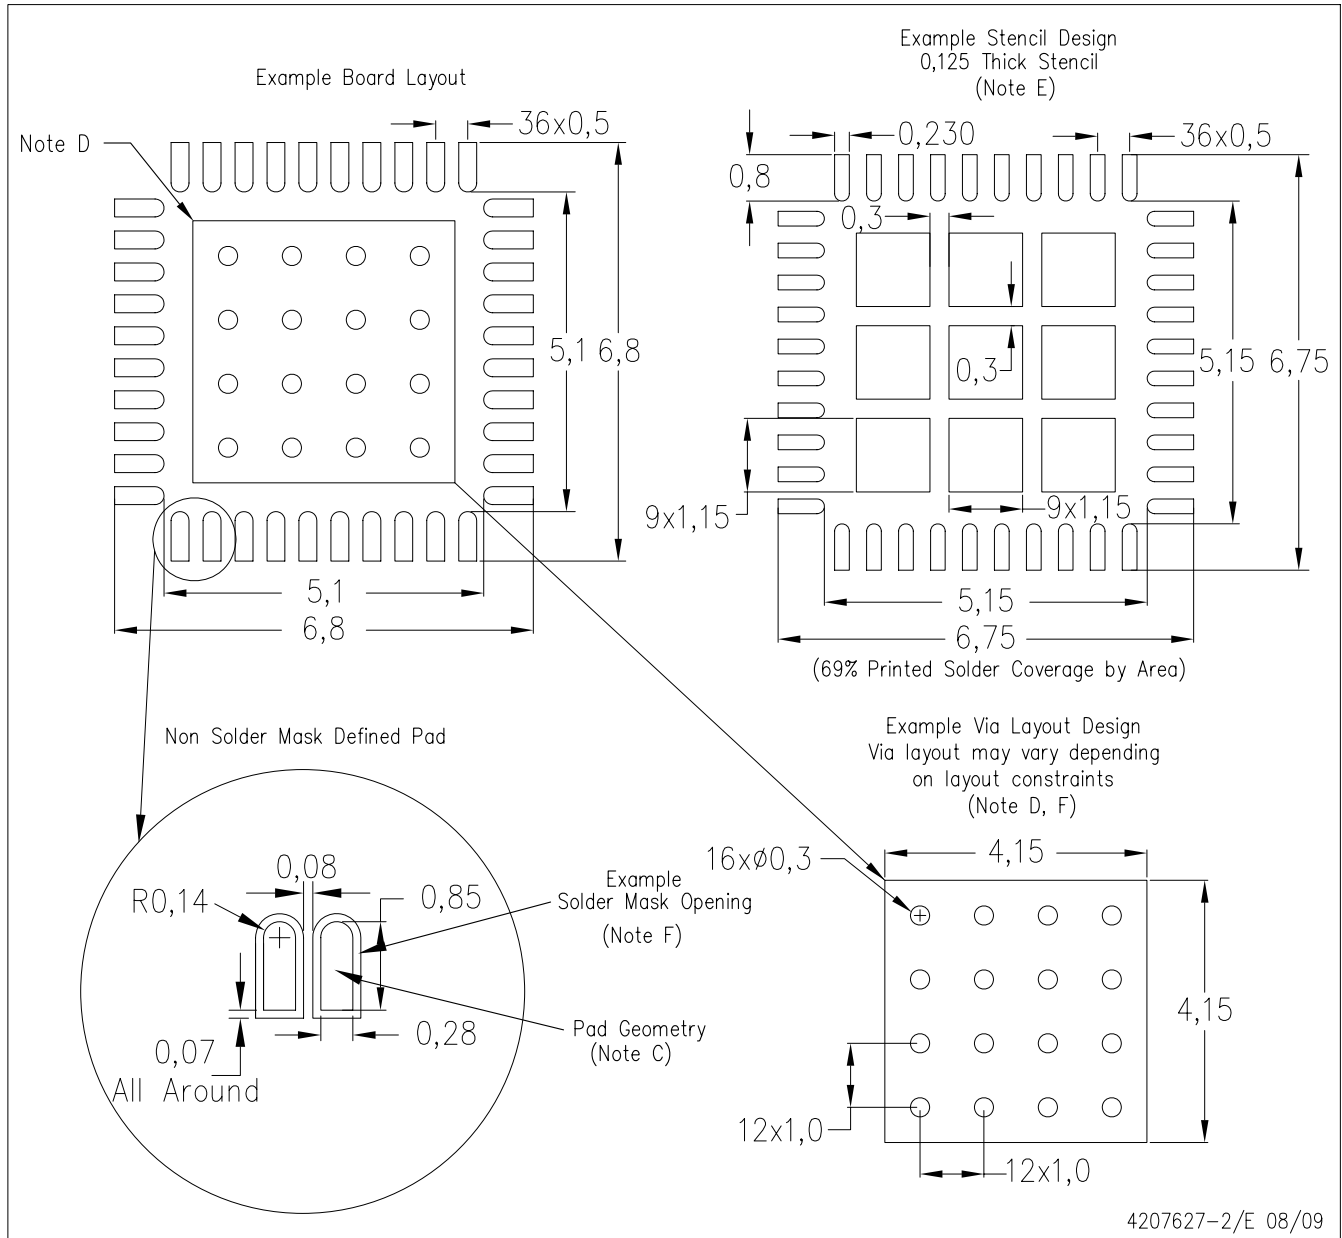 Example Board Layout
Note D
36x0,5
5,1
6,8
5,1
6,8
Example Stencil Design
0,125 Thick Stencil
(Note E)
0,230
36x0,5
0,8
0,3
0,3
5,15
6,75
9x1,15
9x1,15
5,15
6,75
(69% Printed Solder Coverage by Area)
Non Solder Mask Defined Pad
0,08
R0,14
0,85
Example
Solder Mask Opening
(Note F)
Pad Geometry
(Note C)
0,28
0,07
All Around
Example Via Layout Design
Via layout may vary depending
on layout constraints
(Note D, F)
16xø0,3
4,15
4,15
12x1,0
12x1,0
4207627-2/E 08/09